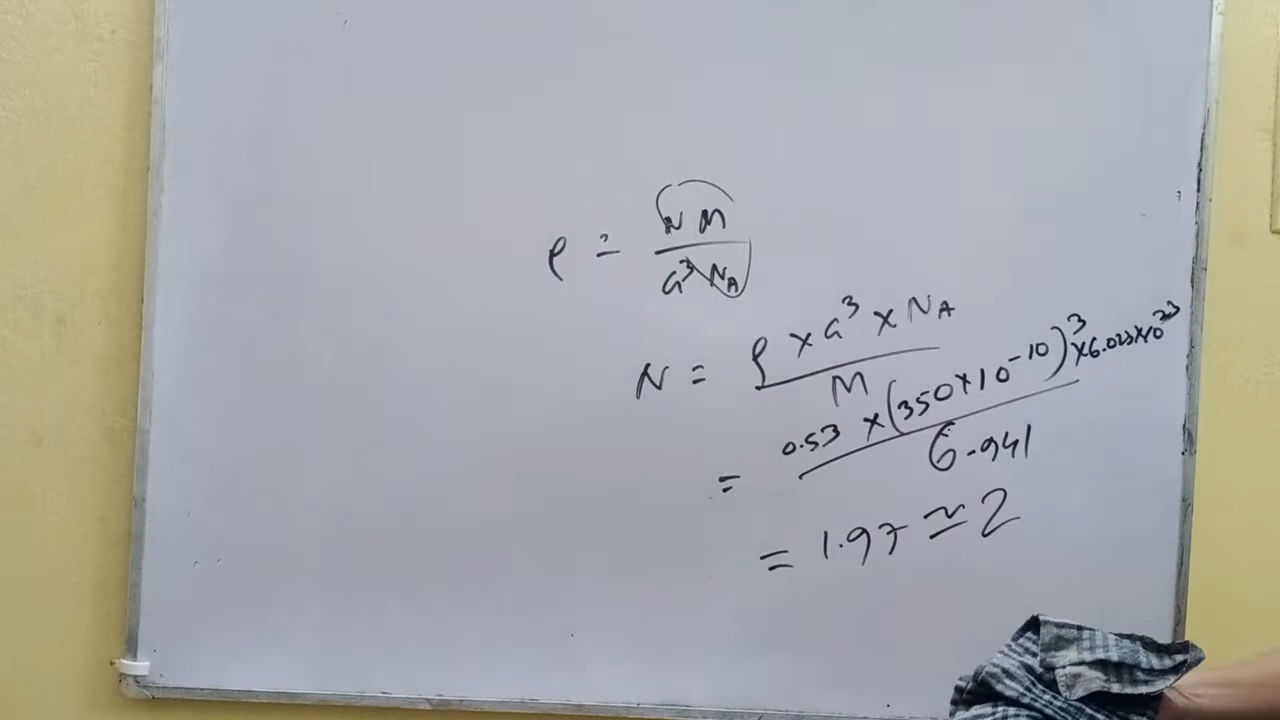 ρ = N M / a³ N_A
N = ρ × a³ × N_A / M
= 0.53 × (350×10⁻¹⁰)³ × 6.023×10²³ / 6.941
= 1.97 ≃ 2